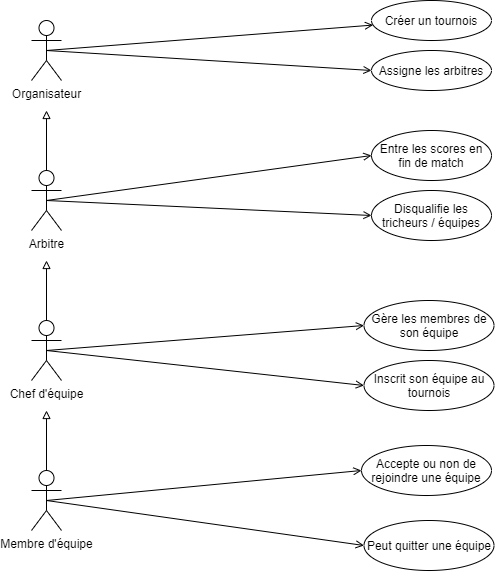 Créer un tournois
Assigne les arbitres
Organisateur
Entre les scores en
fin de match
Disqualifie les
tricheurs / équipes
Arbitre
Gère les membres de
son équipe
Inscrit son équipe au
tournois
Chef d'équipe
Accepte ou non de
rejoindre une équipe
Membre d'équipe
Peut quitter une équipe